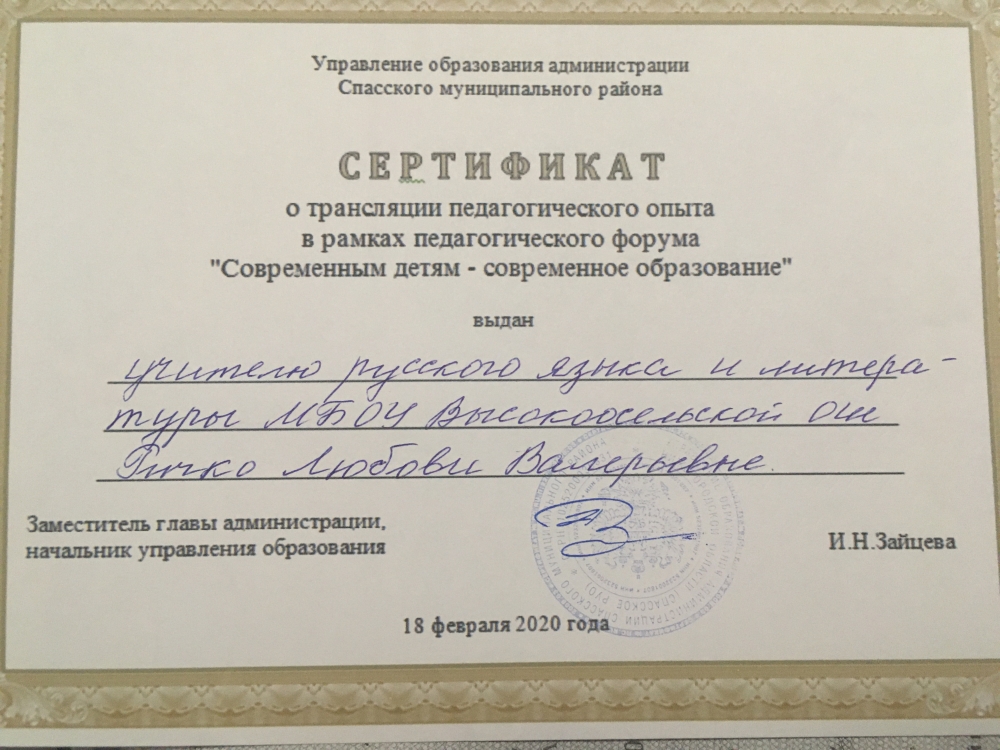 Управление образования администрации
Спасского муниципального района
СЕРТИФИКАТ
о трансляции педагогического опыта
в рамках педагогического форума
"Современным детям - современное образование"
выдан
учителю русского языка и литера-
туры МБОУ Высокоосельской ОШ
Любови Валерьевне.
Заместитель главы администрации,
начальник управления образования
И.Н.Зайцева
18 февраля 2020 года